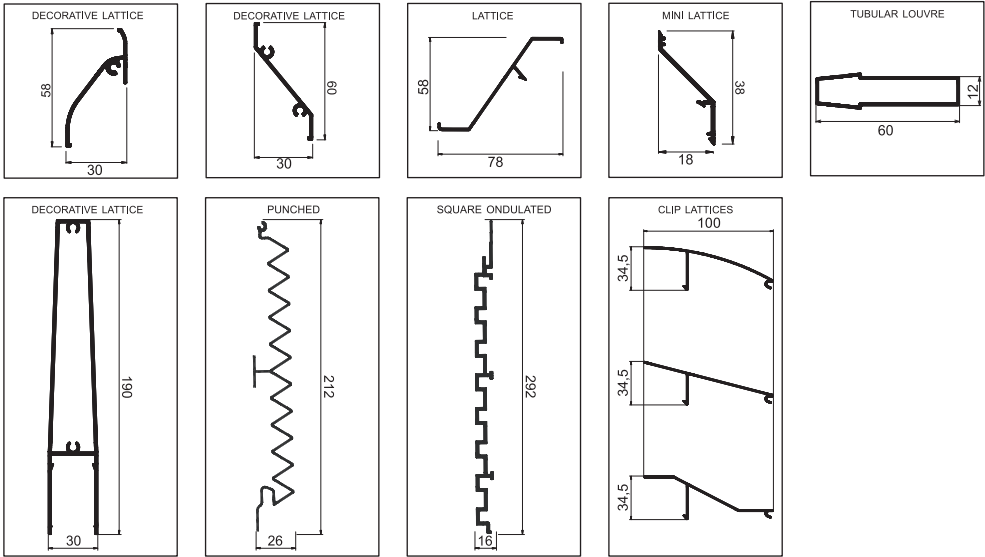 DECORATIVE LATTICE
58
30
DECORATIVE LATTICE
60
30
LATTICE
58
78
MINI LATTICE
38
18
TUBULAR LOUVRE
12
60
DECORATIVE LATTICE
190
30
PUNCHED
212
26
SQUARE ONDULATED
292
16
CLIP LATTICES
100
34,5
34,5
34,5